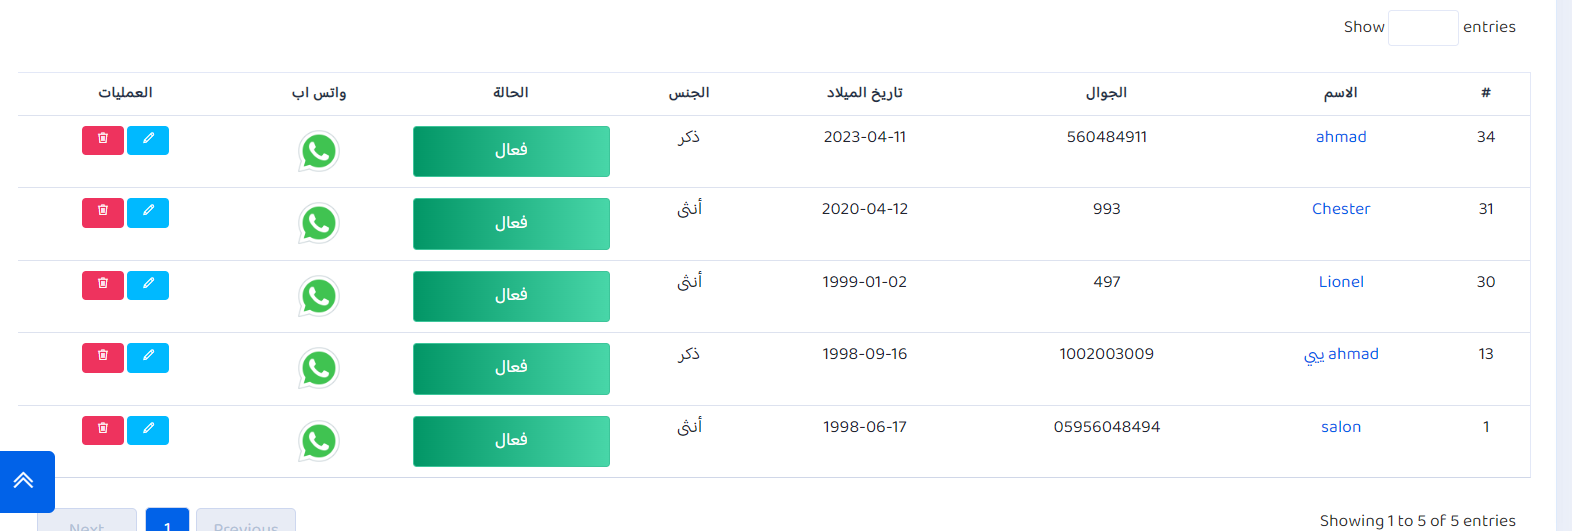 Show entries
# الاسم الجوال تاريخ الميلاد الجنس الحالة واتس اب العمليات
34 ahmad 560484911 2023-04-11 ذكر فعال
31 Chester 993 2020-04-12 أنثى فعال
30 Lionel 497 1999-01-02 أنثى فعال
13 ahmad يبي 1002003009 1998-09-16 ذكر فعال
1 salon 05956048494 1998-06-17 أنثى فعال
Showing 1 to 5 of 5 entries
Previous 1 Next